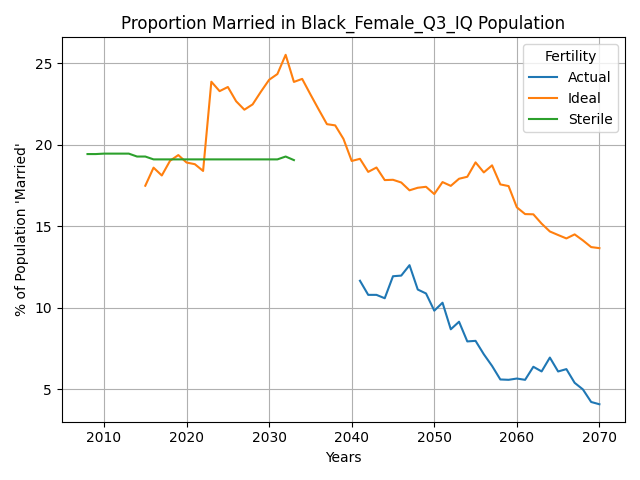 Proportion Married in Black_Female_Q3_IQ Population
% of Population 'Married'
25
20
15
10
5
Fertility
Actual
Ideal
Sterile
2010 2020 2030 2040 2050 2060 2070
Years